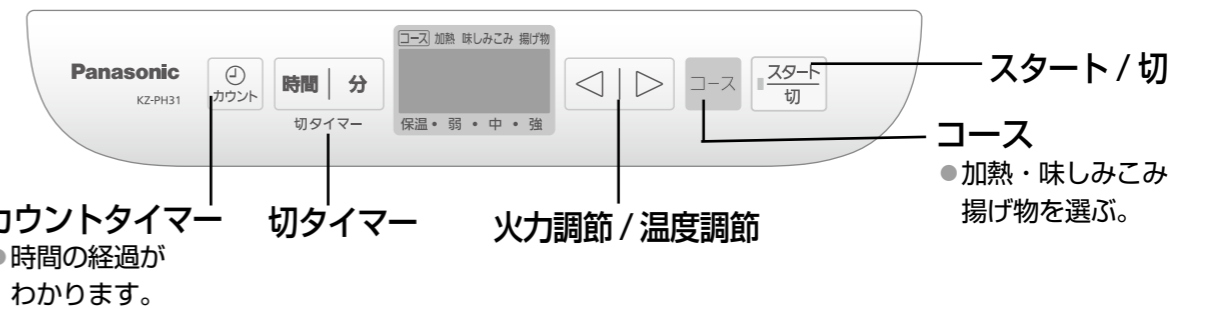 コース 加熱 味しみこみ 揚げ物
Panasonic
KZ-PH31
カウント
時間 分
切タイマー
保温・弱・中・強
コース
スタート
切
スタート / 切
コース
●加熱・味しみこみ
揚げ物を選ぶ。
カウントタイマー
●時間の経過が
わかります。
切タイマー
火力調節 / 温度調節